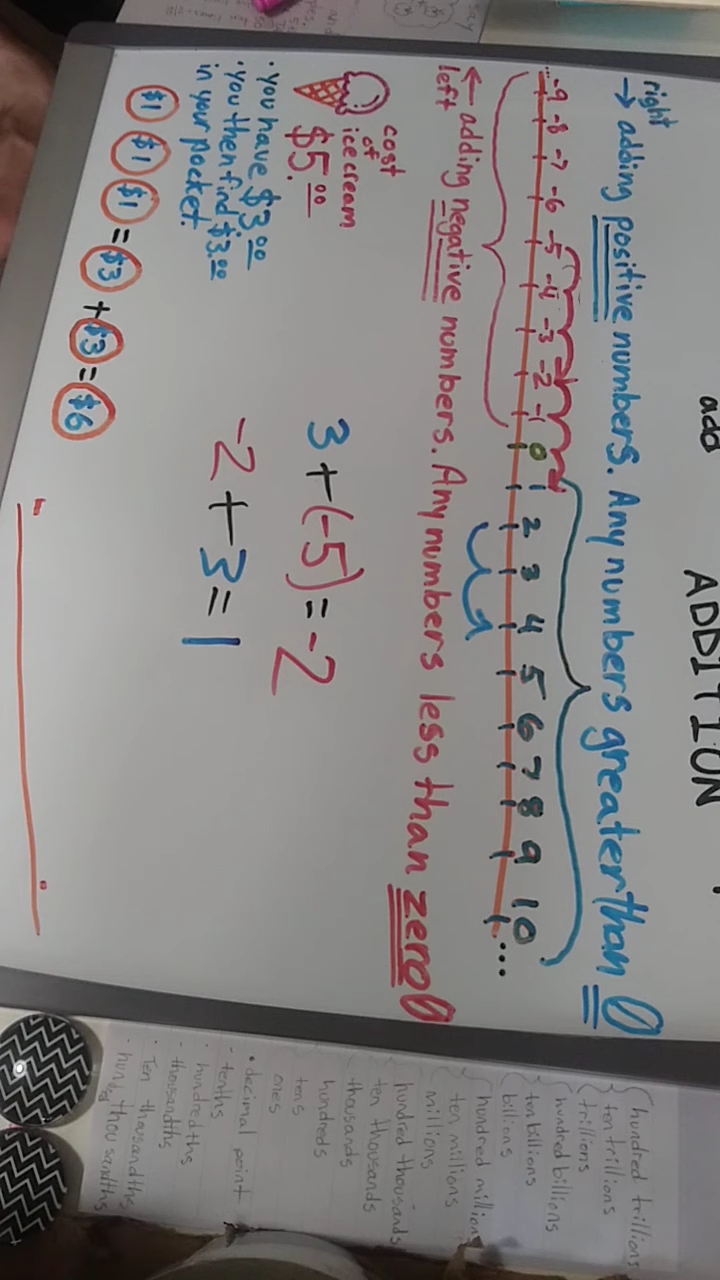 add
ADDITION
right
→ adding positive numbers. Any numbers greater than 0
-9 -8 -7 -6 -5 -4 -3 -2 -1 0 1 2 3 4 5 6 7 8 9 10 ...
← adding negative numbers. Any numbers less than zero 0
left
cost
of
ice cream
$5.00
· you have $3.00
· you then find $3.00
in your pocket.
$1 $1 $1 = $3 + $3 = $6
3 + (-5) = -2
-2 + 3 = 1
hundred trillions
ten trillions
trillions
hundred billions
ten billions
billions
hundred millions
ten millions
millions
hundred thousands
ten thousands
thousands
hundreds
tens
ones
• decimal point
- tenths
- hundredths
- thousandths
· Ten thousandths
· hundred thousandths
say